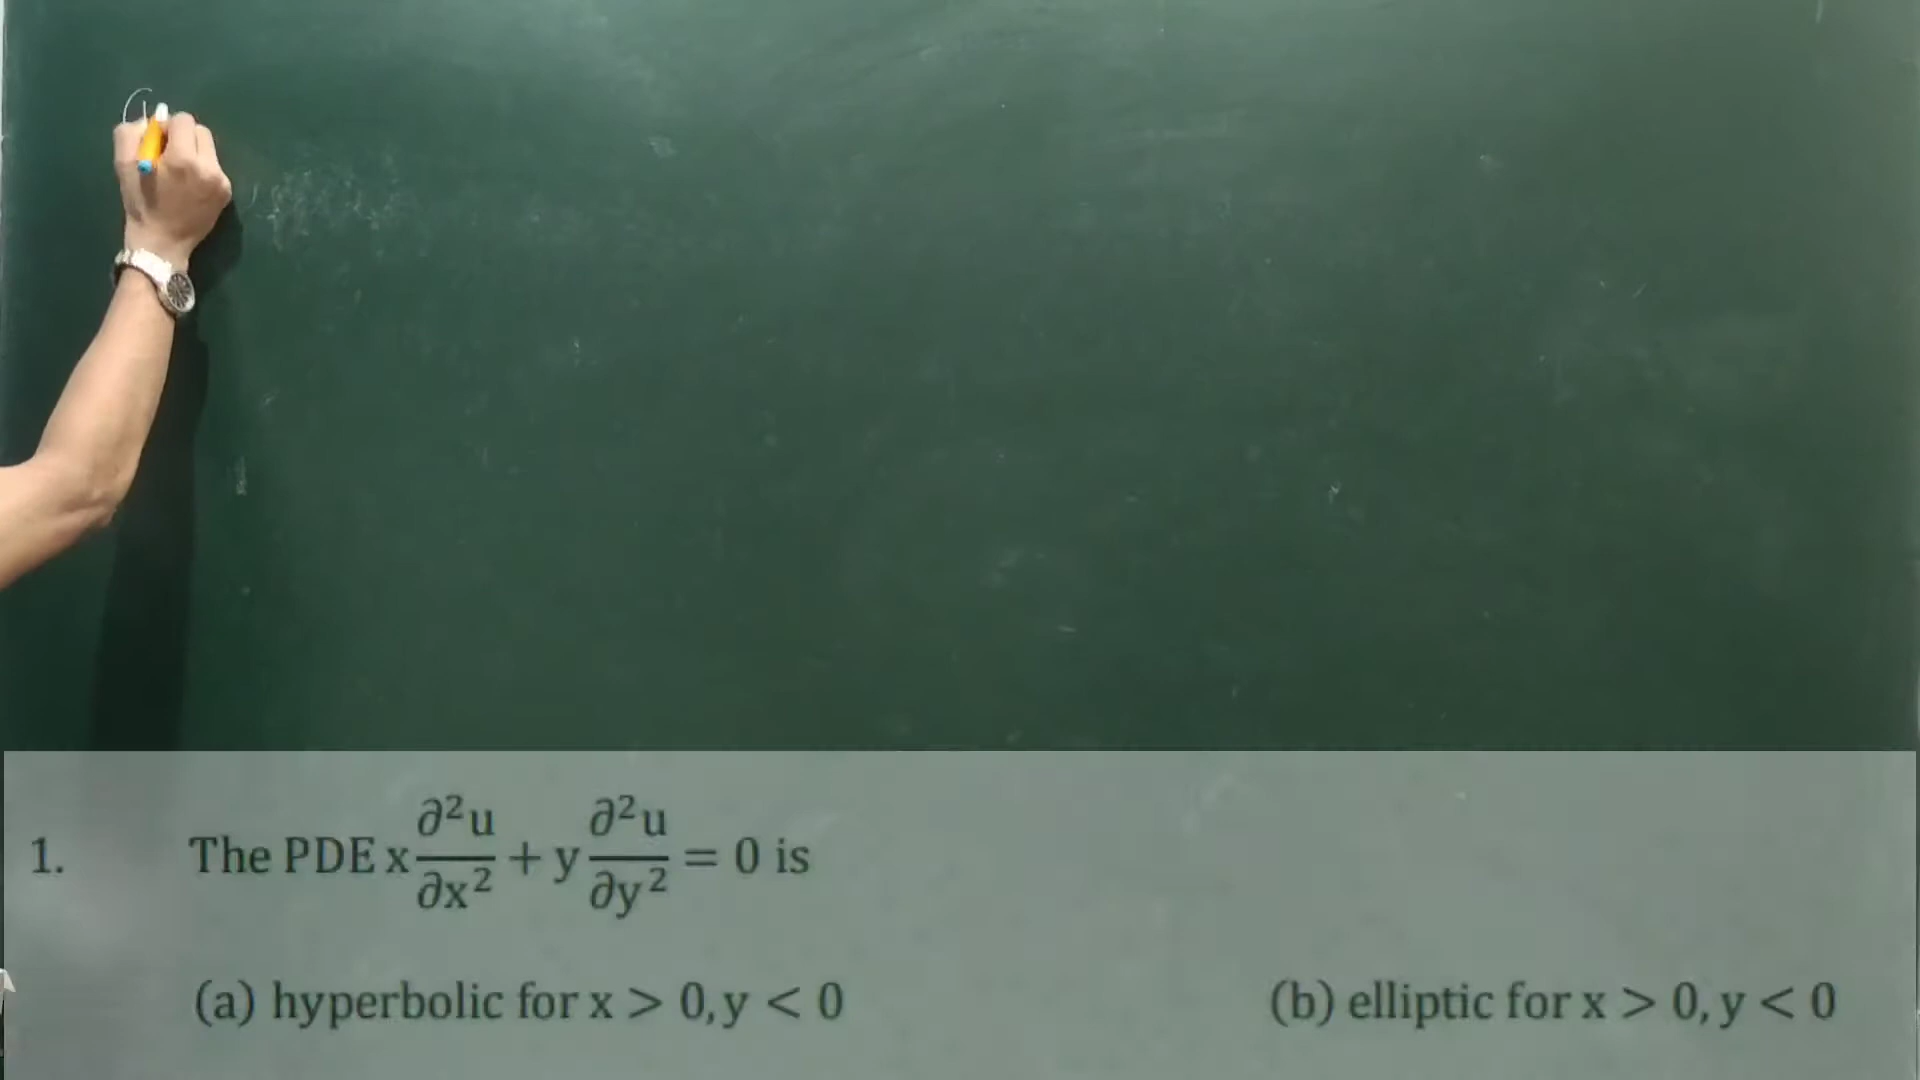 1. The PDE x ∂²u/∂x² + y ∂²u/∂y² = 0 is
(a) hyperbolic for x > 0, y < 0 (b) elliptic for x > 0, y < 0